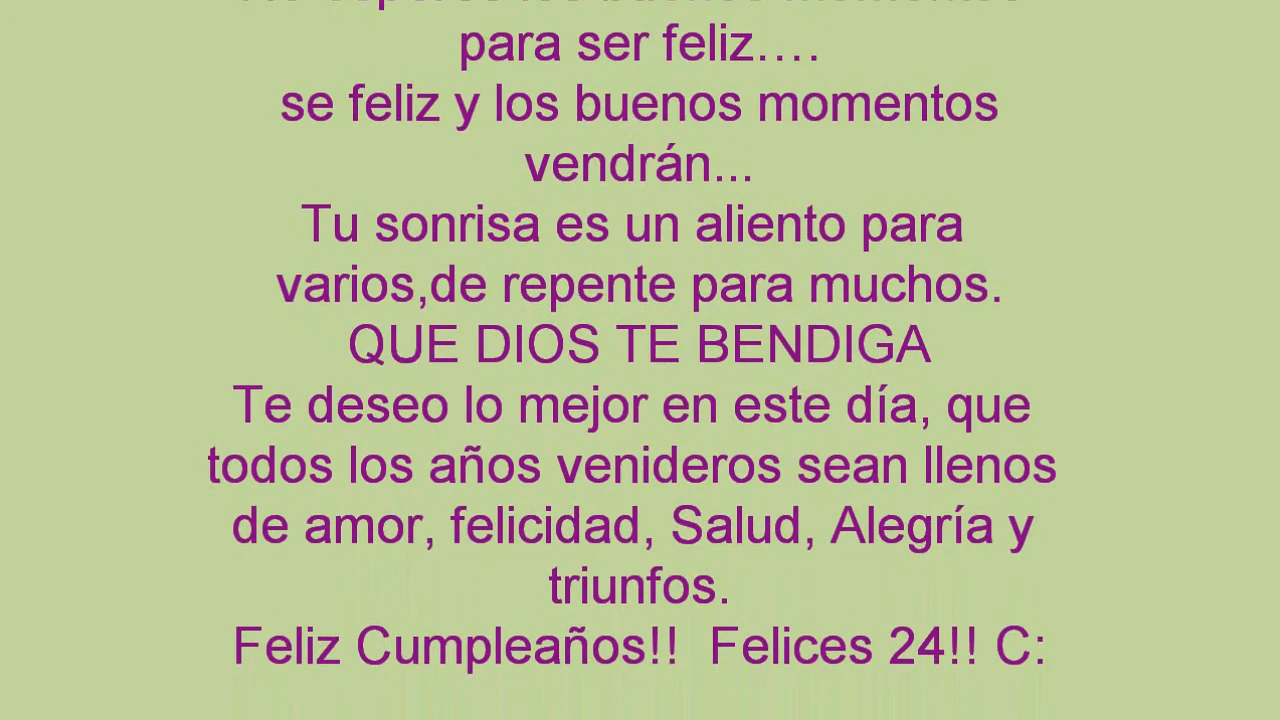 para ser feliz....
se feliz y los buenos momentos
vendrán...
Tu sonrisa es un aliento para
varios,de repente para muchos.
QUE DIOS TE BENDIGA
Te deseo lo mejor en este día, que
todos los años venideros sean llenos
de amor, felicidad, Salud, Alegría y
triunfos.
Feliz Cumpleaños!!  Felices 24!! C: